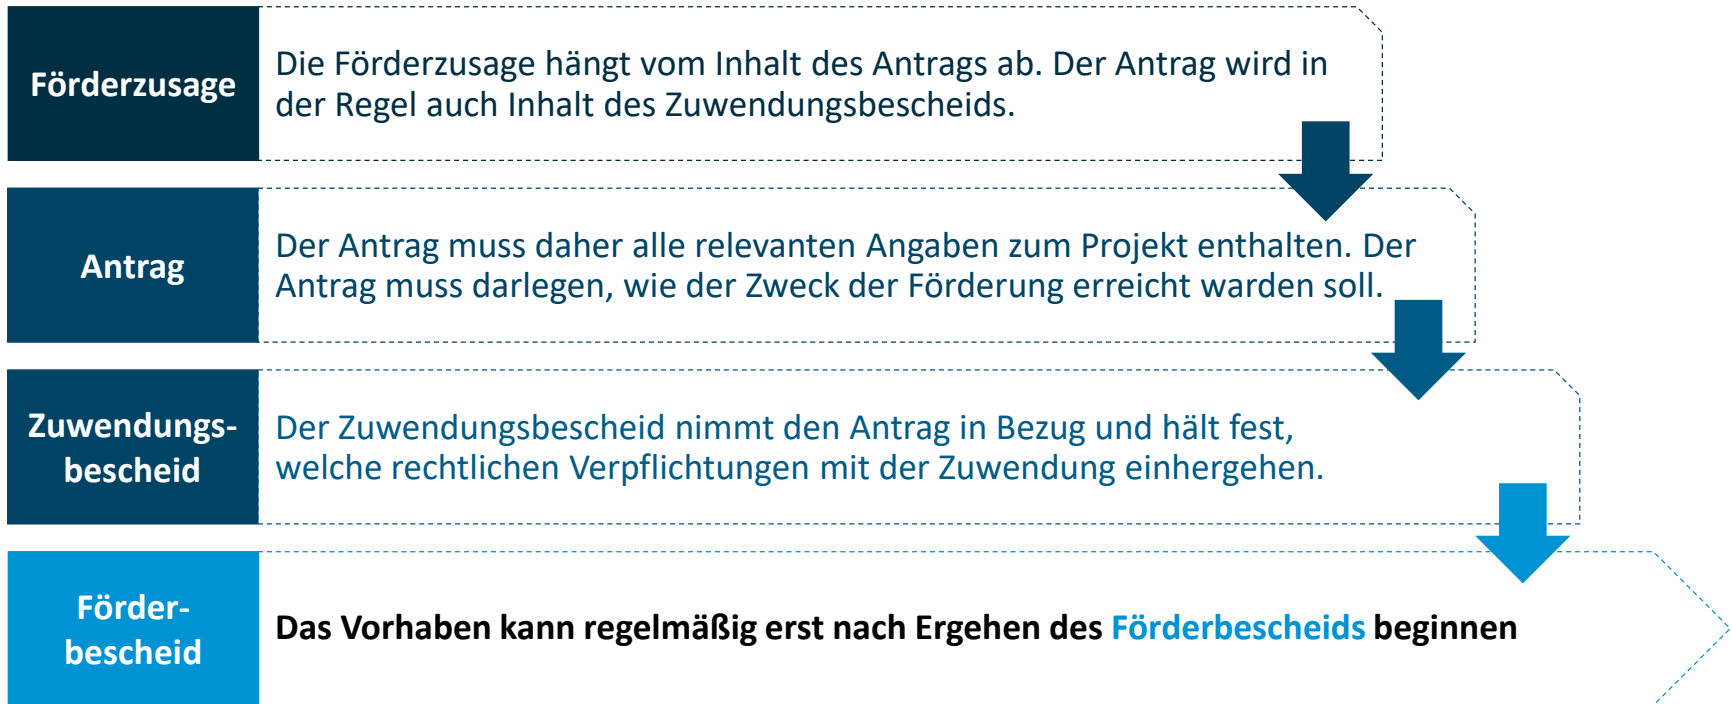 Förderzusage
Die Förderzusage hängt vom Inhalt des Antrags ab. Der Antrag wird in
der Regel auch Inhalt des Zuwendungsbescheids.
Antrag
Der Antrag muss daher alle relevanten Angaben zum Projekt enthalten. Der
Antrag muss darlegen, wie der Zweck der Förderung erreicht warden soll.
Zuwendungs-
bescheid
Der Zuwendungsbescheid nimmt den Antrag in Bezug und hält fest,
welche rechtlichen Verpflichtungen mit der Zuwendung einhergehen.
Förder-
bescheid
Das Vorhaben kann regelmäßig erst nach Ergehen des Förderbescheids beginnen